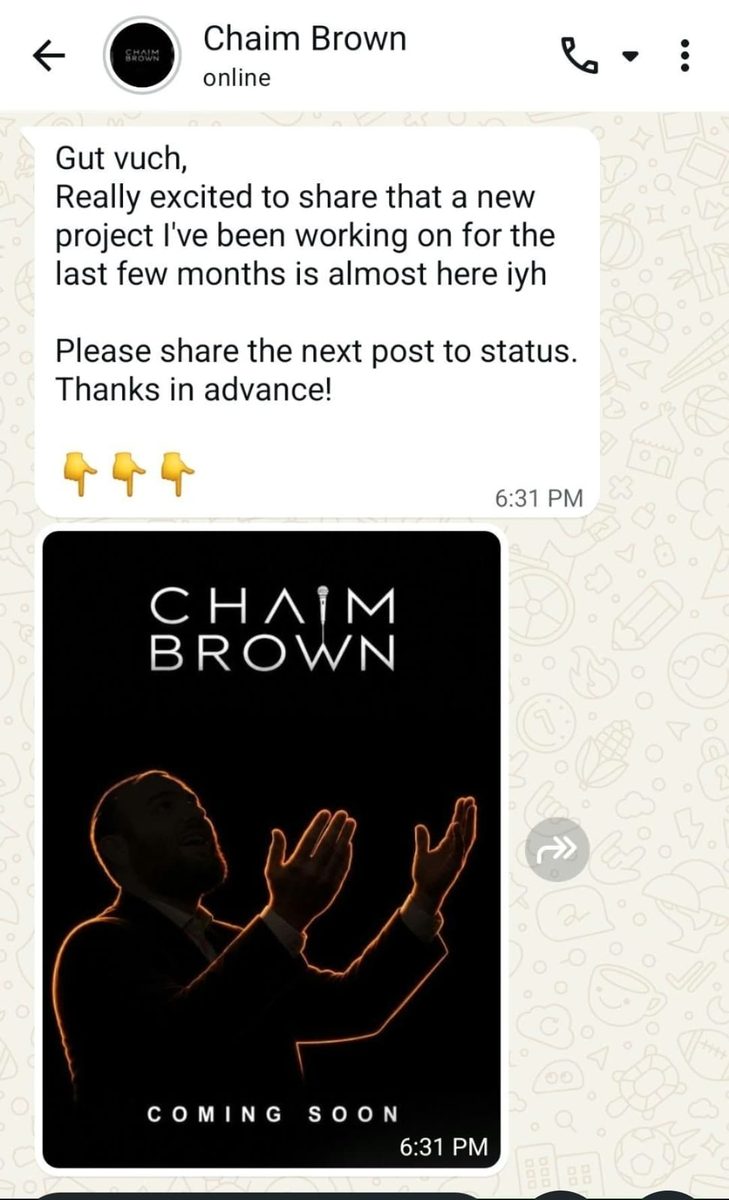 Chaim Brown
online
CHAIM
BROWN
Gut vuch,
Really excited to share that a new
project I've been working on for the
last few months is almost here iyh
Please share the next post to status.
Thanks in advance!
👇👇👇
6:31 PM
CHAIM
BROWN
COMING SOON
6:31 PM